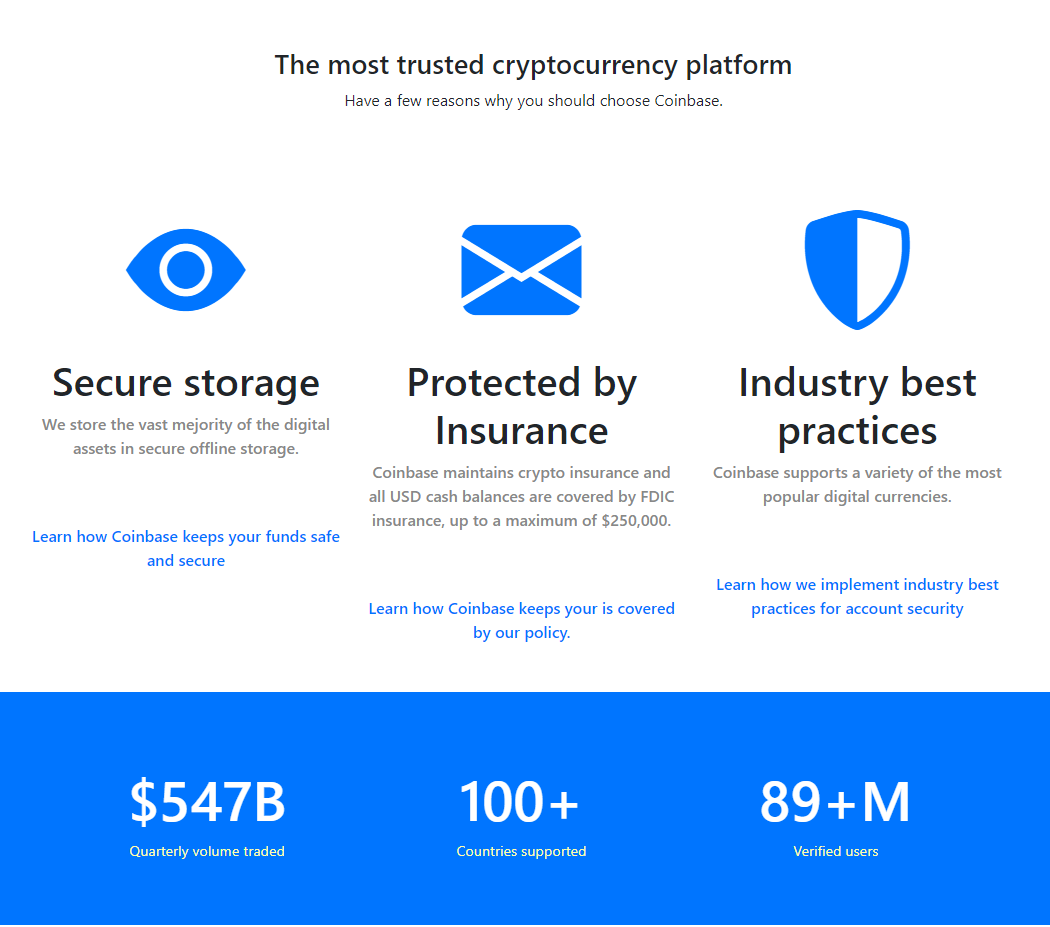 The most trusted cryptocurrency platform
Have a few reasons why you should choose Coinbase.
Secure storage
We store the vast mejority of the digital
assets in secure offline storage.
Learn how Coinbase keeps your funds safe
and secure
Protected by
Insurance
Coinbase maintains crypto insurance and
all USD cash balances are covered by FDIC
insurance, up to a maximum of $250,000.
Learn how Coinbase keeps your is covered
by our policy.
Industry best
practices
Coinbase supports a variety of the most
popular digital currencies.
Learn how we implement industry best
practices for account security
$547B
Quarterly volume traded
100+
Countries supported
89+M
Verified users